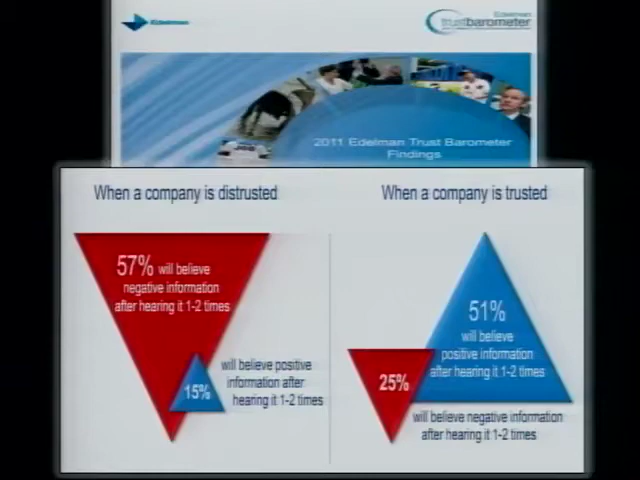 Edelman
Edelman
trustbarometer
2011 Edelman Trust Barometer
Findings
When a company is distrusted
57% will believe
negative information
after hearing it 1-2 times
15%
will believe positive
information after
hearing it 1-2 times
When a company is trusted
51%
will believe
positive information
after hearing it 1-2 times
25%
will believe negative information
after hearing it 1-2 times